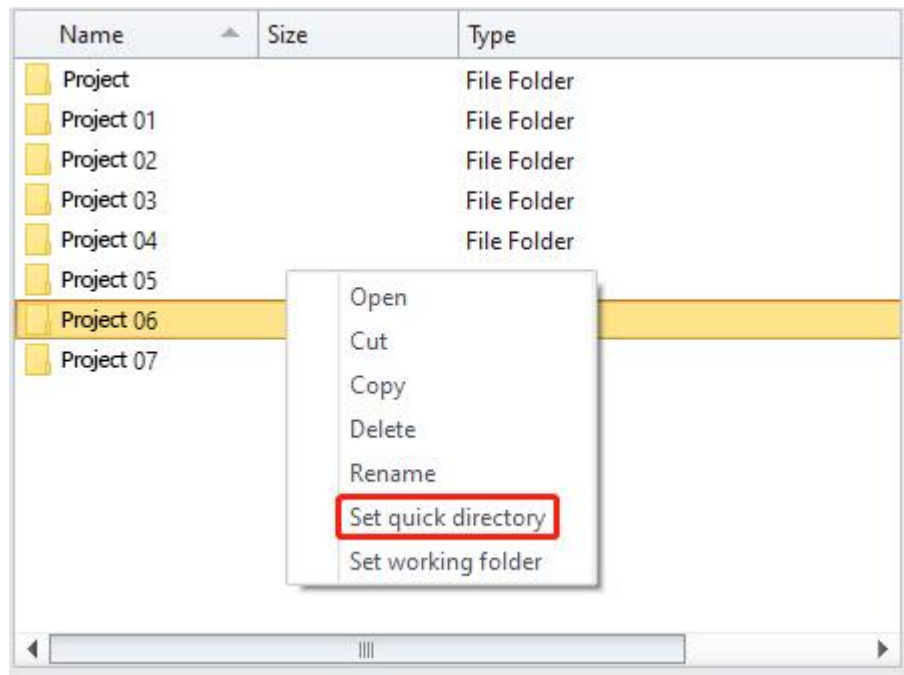 Name Size Type
Project File Folder
Project 01 File Folder
Project 02 File Folder
Project 03 File Folder
Project 04 File Folder
Project 05
Project 06
Project 07
Open
Cut
Copy
Delete
Rename
Set quick directory
Set working folder